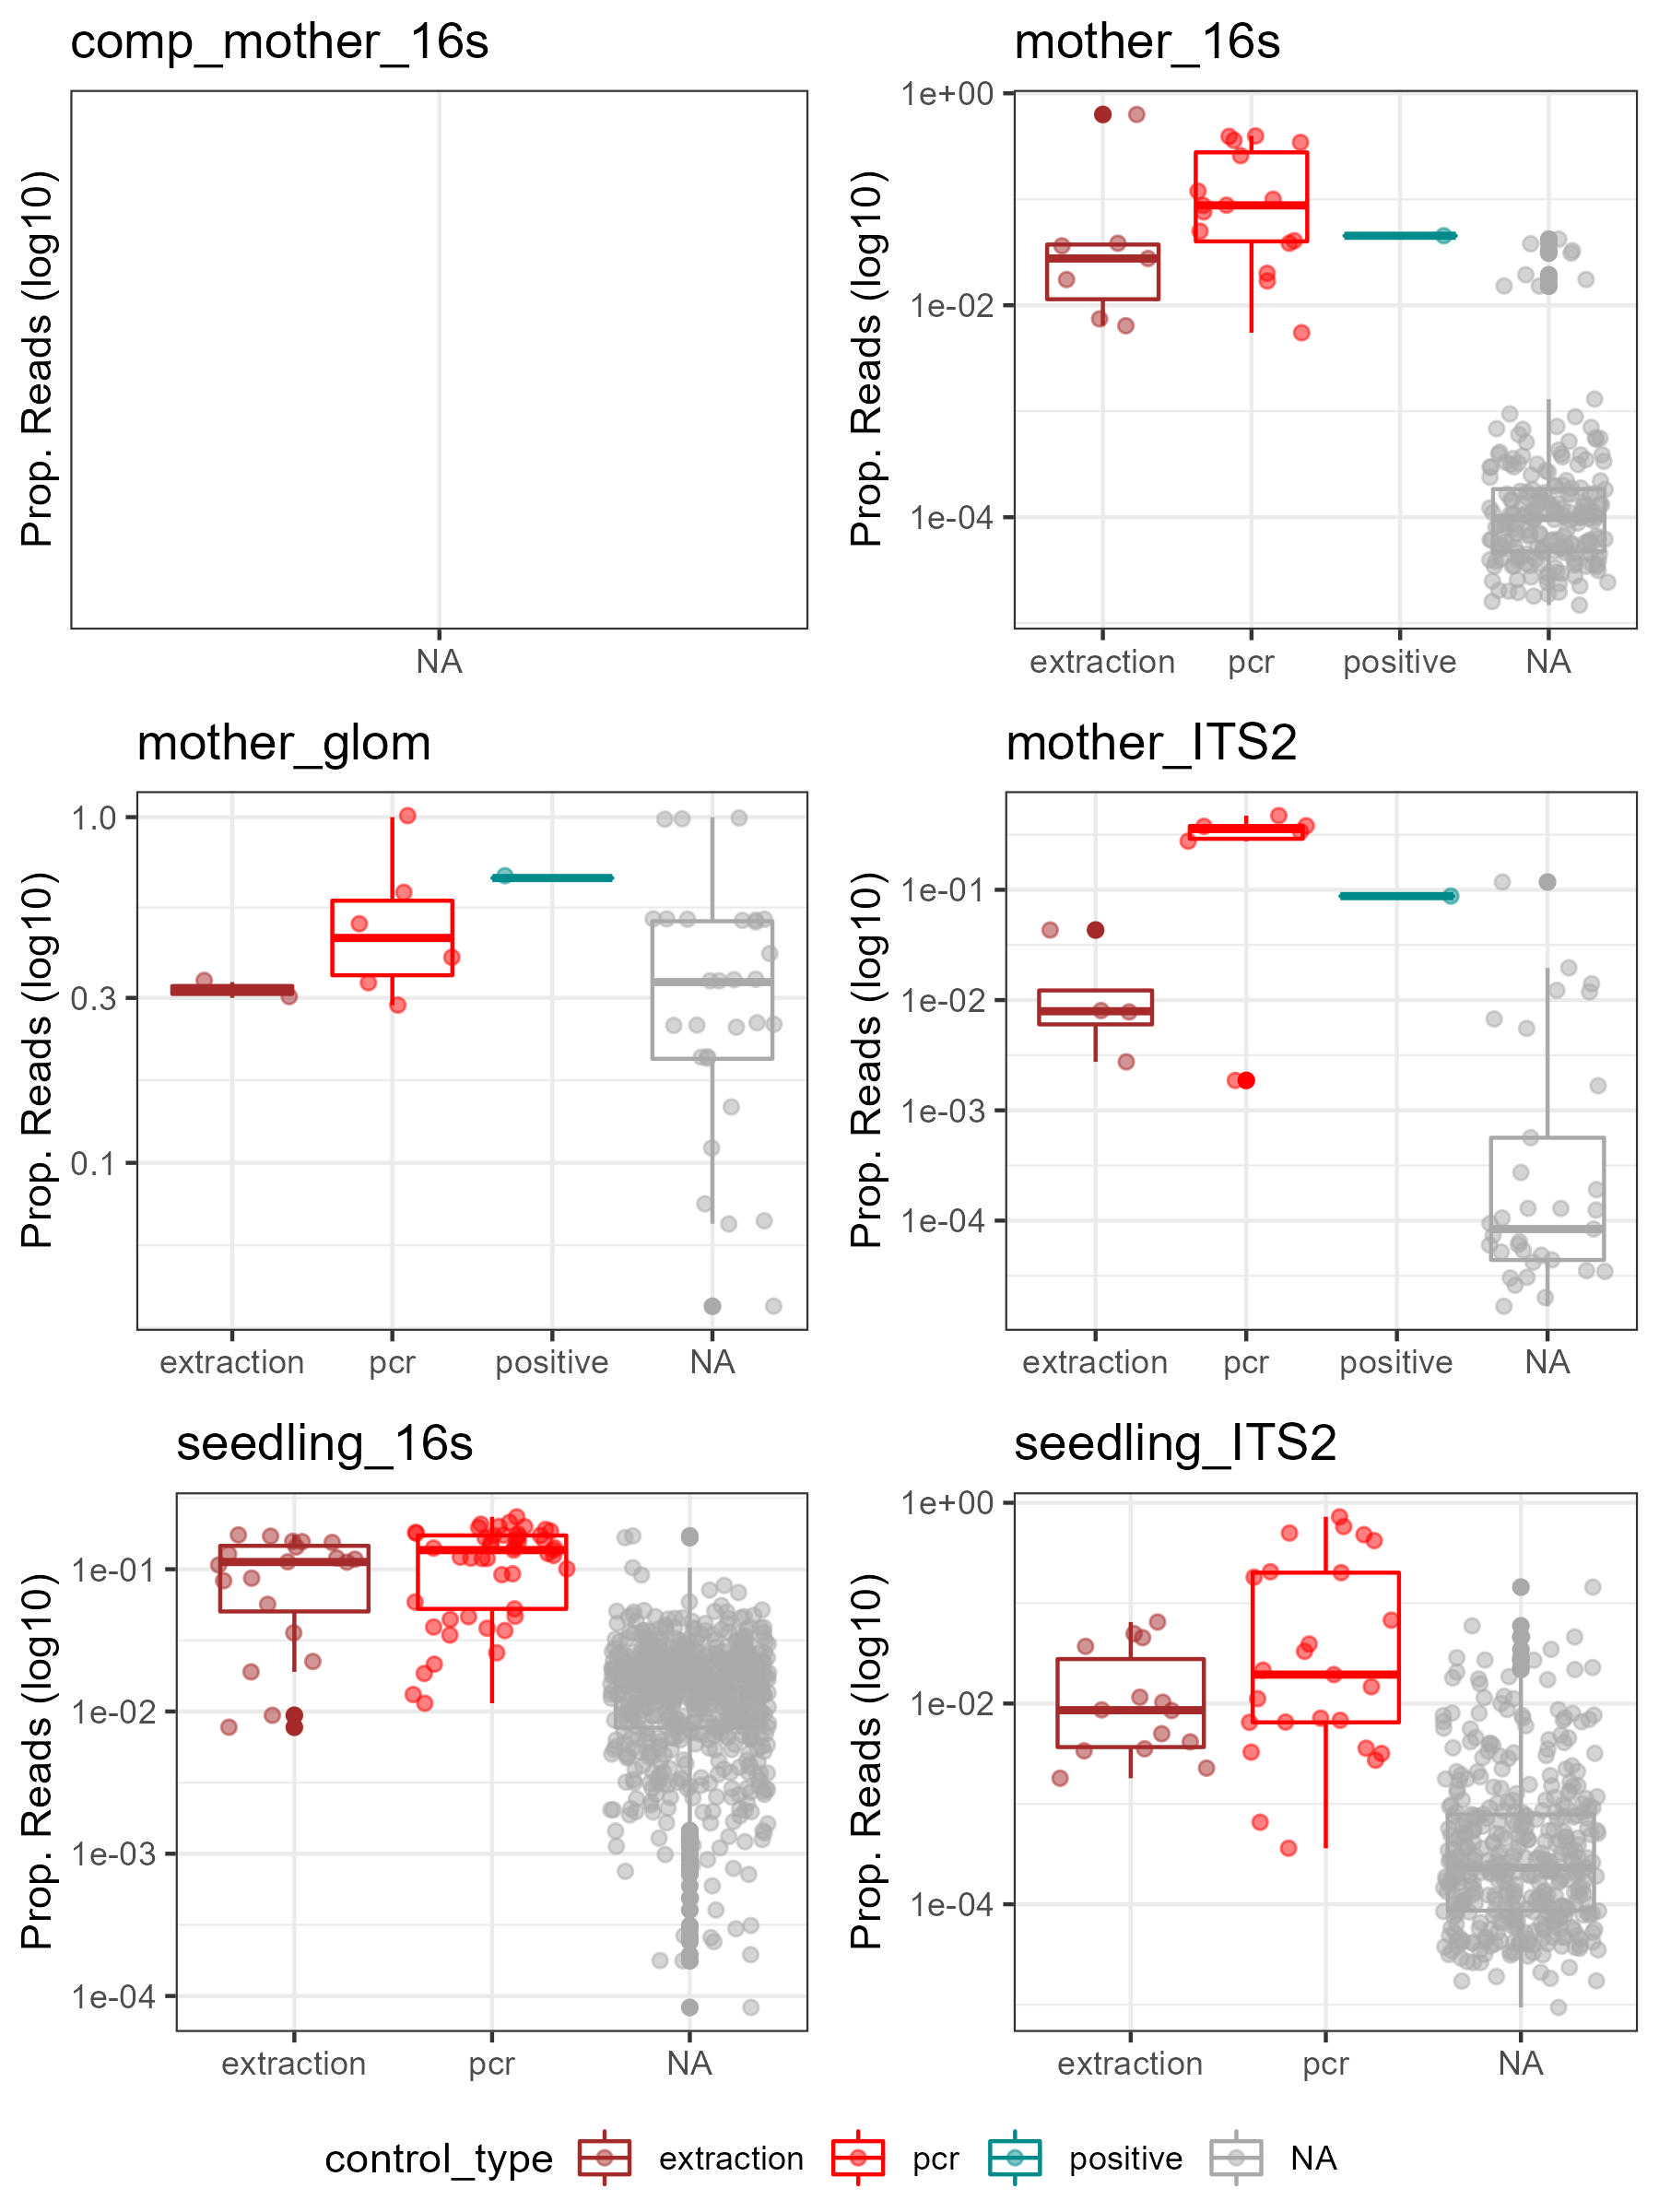 comp_mother_16s
Prop. Reads (log10)
NA
mother_16s
Prop. Reads (log10)
1e+00
1e-02
1e-04
extraction pcr positive NA
mother_glom
Prop. Reads (log10)
1.0
0.3
0.1
extraction pcr positive NA
mother_ITS2
Prop. Reads (log10)
1e-01
1e-02
1e-03
1e-04
extraction pcr positive NA
seedling_16s
Prop. Reads (log10)
1e-01
1e-02
1e-03
1e-04
extraction pcr NA
seedling_ITS2
Prop. Reads (log10)
1e+00
1e-02
1e-04
extraction pcr NA
control_type extraction pcr positive NA